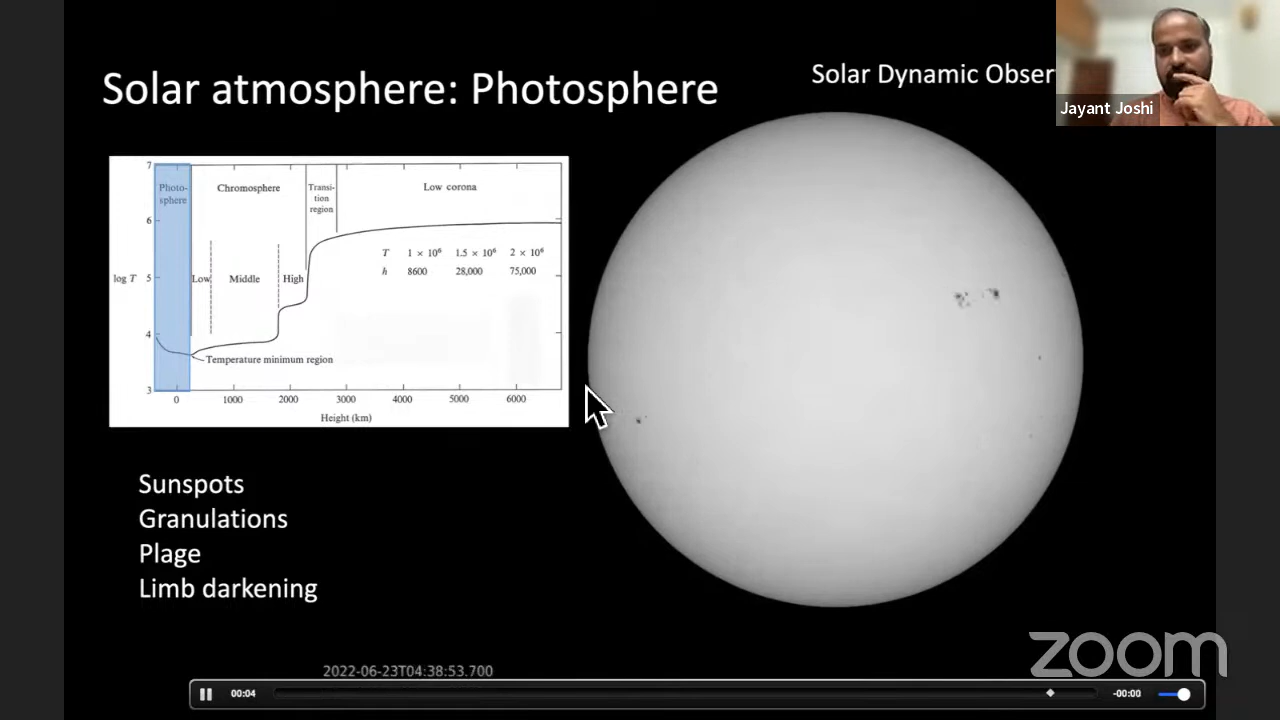 Solar atmosphere: Photosphere
Solar Dynamic Obser
Jayant Joshi
7
6
5
4
3
log T
Photo-
sphere
Chromosphere
Transi-
tion
region
Low corona
T 1 × 10⁶ 1.5 × 10⁶ 2 × 10⁶
h 8600 28,000 75,000
Low Middle High
Temperature minimum region
0 1000 2000 3000 4000 5000 6000
Height (km)
Sunspots
Granulations
Plage
Limb darkening
2022-06-23T04:38:53.700
00:04
-00:00
zoom